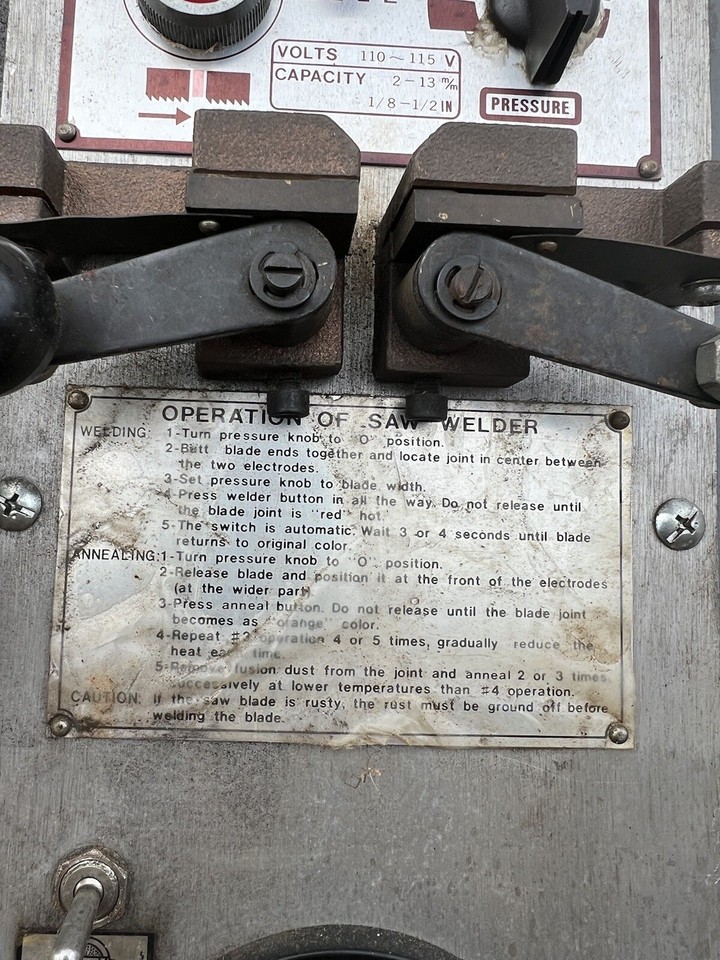 VOLTS 110~115 V
CAPACITY 2-13 m/m
1/8-1/2 IN
PRESSURE
OPERATION OF SAW WELDER
WELDING: 1-Turn pressure knob to "O" position.
2-Butt blade ends together and locate joint in center between
the two electrodes.
3-Set pressure knob to blade width.
4-Press welder button in all the way. Do not release until
the blade joint is "red" hot.
5-The switch is automatic. Wait 3 or 4 seconds until blade
returns to original color.
ANNEALING: 1-Turn pressure knob to "O" position.
2-Release blade and position it at the front of the electrodes
(at the wider part)
3-Press anneal button. Do not release until the blade joint
becomes as "orange" color.
4-Repeat #3 operation 4 or 5 times, gradually reduce the
heat each time.
5-Remove fusion dust from the joint and anneal 2 or 3 times
successively at lower temperatures than #4 operation.
CAUTION: If the saw blade is rusty, the rust must be ground off before
welding the blade.